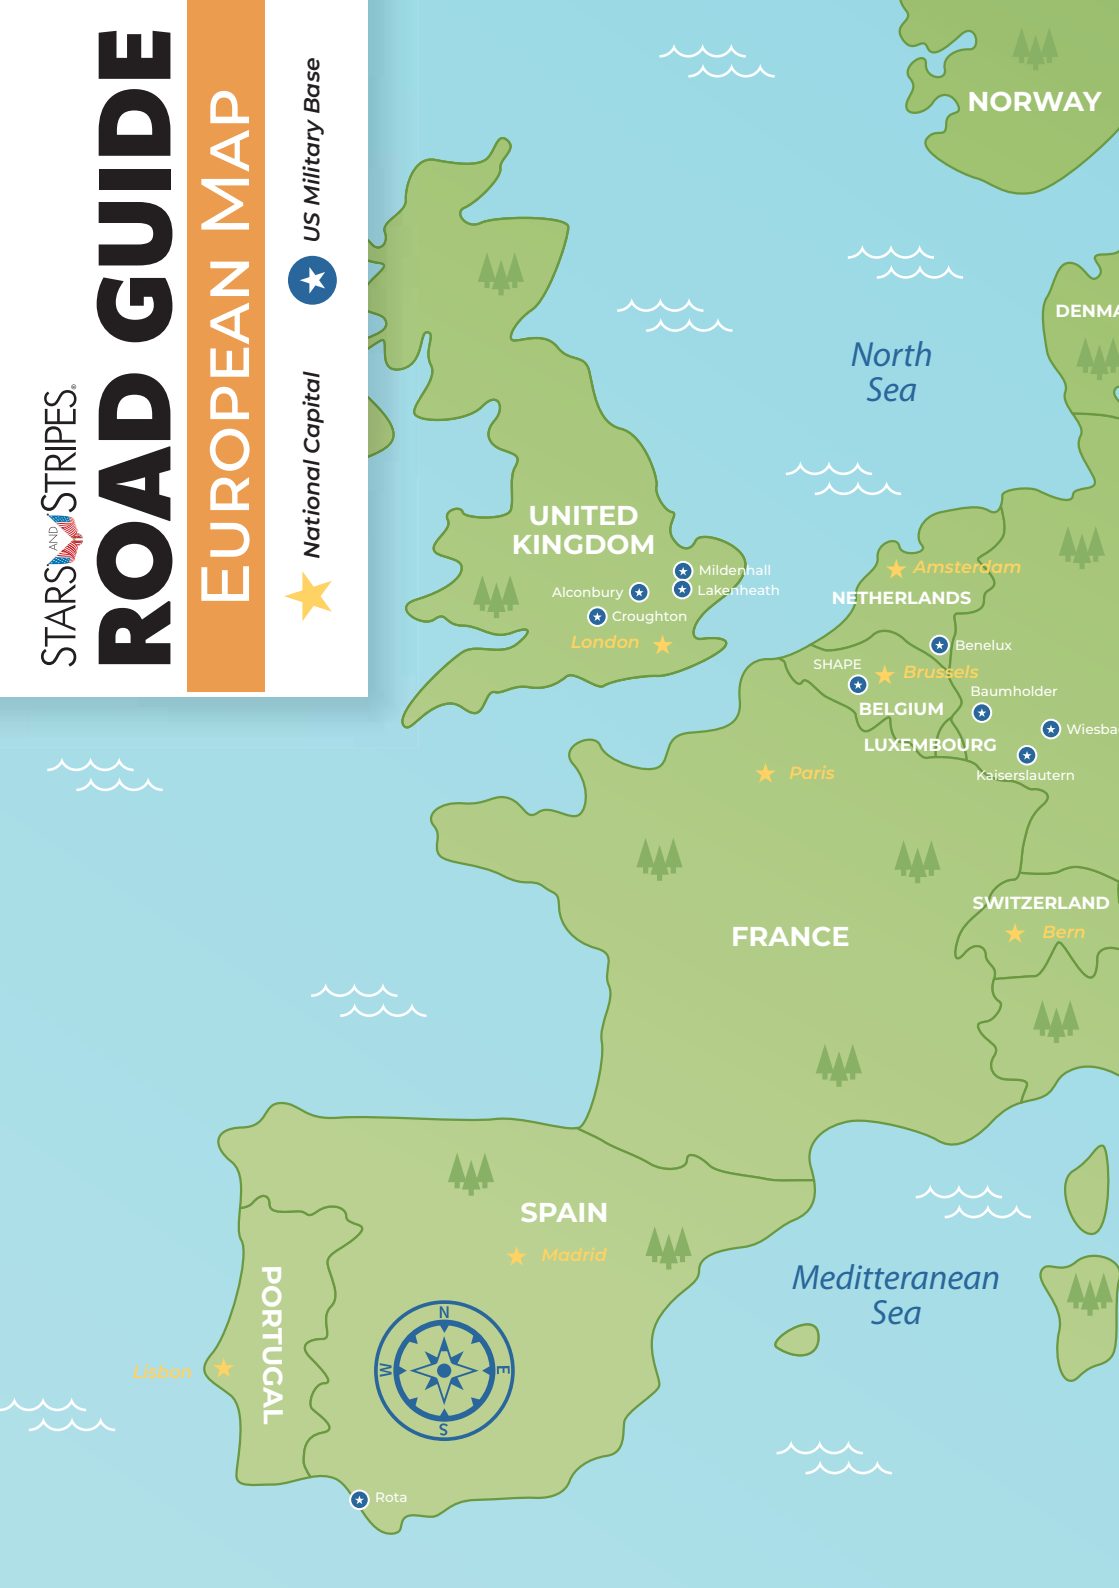 STARS AND STRIPES®
ROAD GUIDE
EUROPEAN MAP
National Capital
US Military Base
NORWAY
DENMA
North
Sea
UNITED
KINGDOM
Mildenhall
Lakenheath
Alconbury
Croughton
London
Amsterdam
NETHERLANDS
Benelux
SHAPE
Brussels
Baumholder
BELGIUM
Wiesba
LUXEMBOURG
Kaiserslautern
Paris
SWITZERLAND
Bern
FRANCE
SPAIN
Madrid
PORTUGAL
Lisbon
Mediterranean
Sea
N
W
E
S
Rota